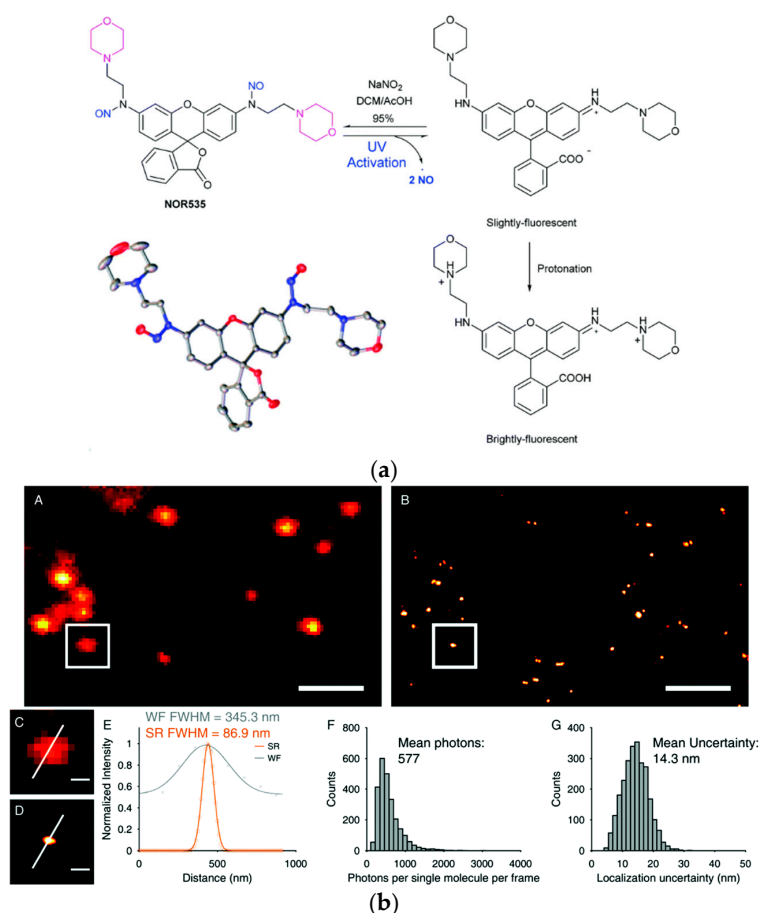 O
N
N
ON
NO
N
N
O
O
O
O
NOR535
NaNO₂
DCM/AcOH
95%
UV
Activation
2 NO
O
N
HN
O
NH
+
N
O
COO⁻
Slightly-fluorescent
Protonation
O
H
N
+
HN
O
H
N
+
H
N
+
O
COOH
Brightly-fluorescent
(a)
A
B
C
D
E
WF FWHM = 345.3 nm
SR FWHM = 86.9 nm
SR
WF
Normalized Intensity
1
0.8
0.6
0.4
0.2
0
0
500
1000
Distance (nm)
F
Mean photons:
577
Counts
800
600
400
200
0
0
1000
2000
3000
4000
Photons per single molecule per frame
G
Mean Uncertainty:
14.3 nm
Counts
400
300
200
100
0
0
10
20
30
40
50
Localization uncertainty (nm)
(b)